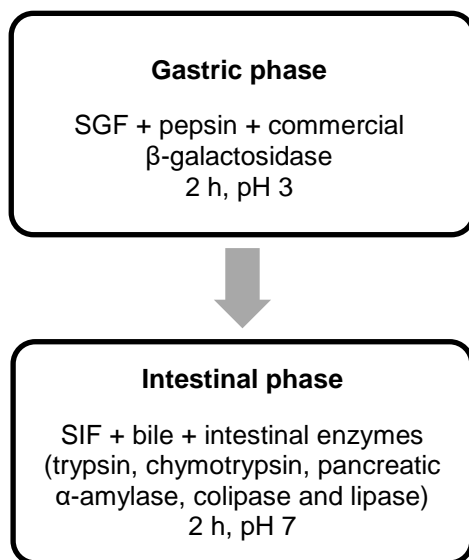 Gastric phase
SGF + pepsin + commercial
β-galactosidase
2 h, pH 3
Intestinal phase
SIF + bile + intestinal enzymes
(trypsin, chymotrypsin, pancreatic
α-amylase, colipase and lipase)
2 h, pH 7